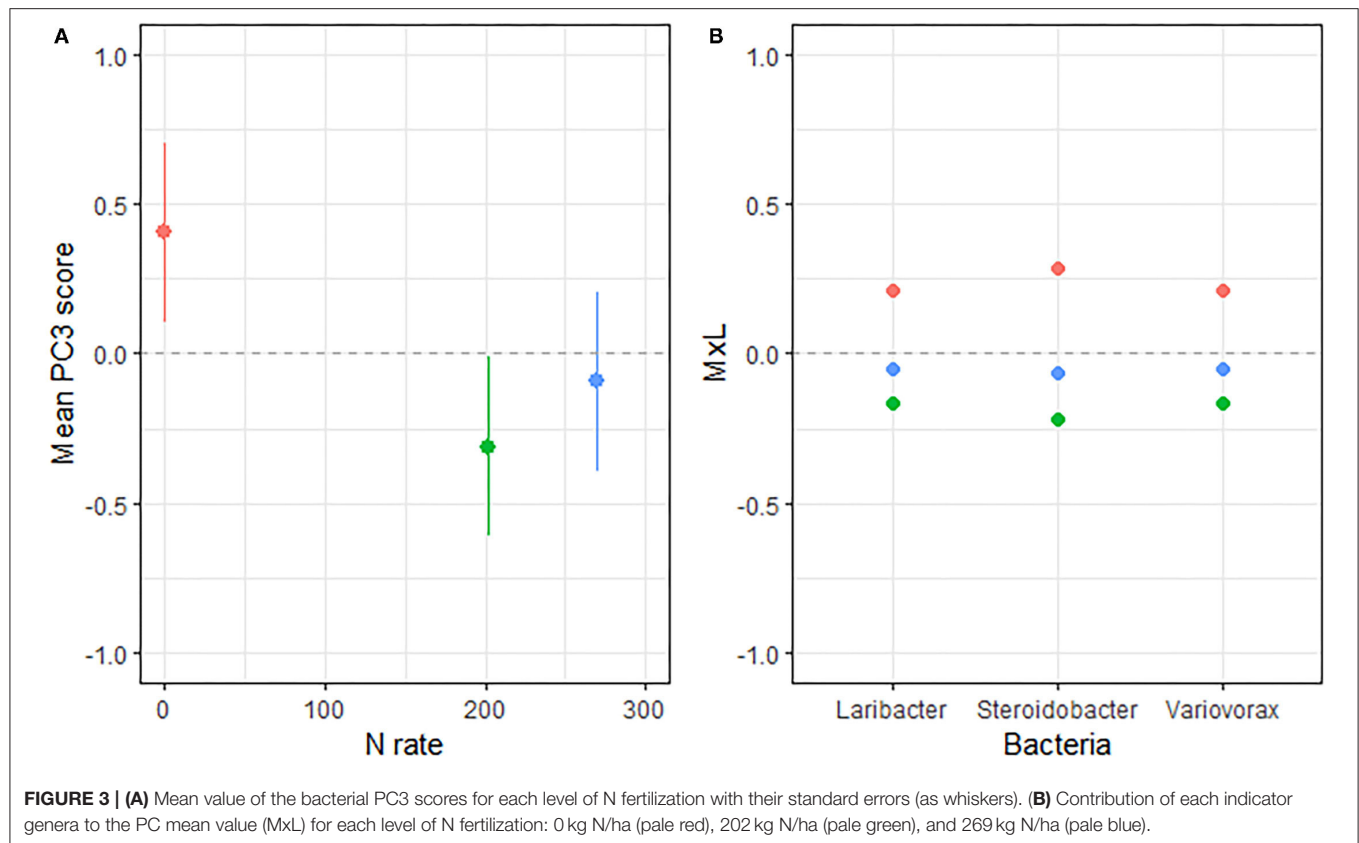 A
1.0
0.5
0.0
-0.5
-1.0
Mean PC3 score
0 100 200 300
N rate
B
1.0
0.5
0.0
-0.5
-1.0
MxL
Laribacter Steroidobacter Variovorax
Bacteria
FIGURE 3 | (A) Mean value of the bacterial PC3 scores for each level of N fertilization with their standard errors (as whiskers). (B) Contribution of each indicator
genera to the PC mean value (MxL) for each level of N fertilization: 0 kg N/ha (pale red), 202 kg N/ha (pale green), and 269 kg N/ha (pale blue).